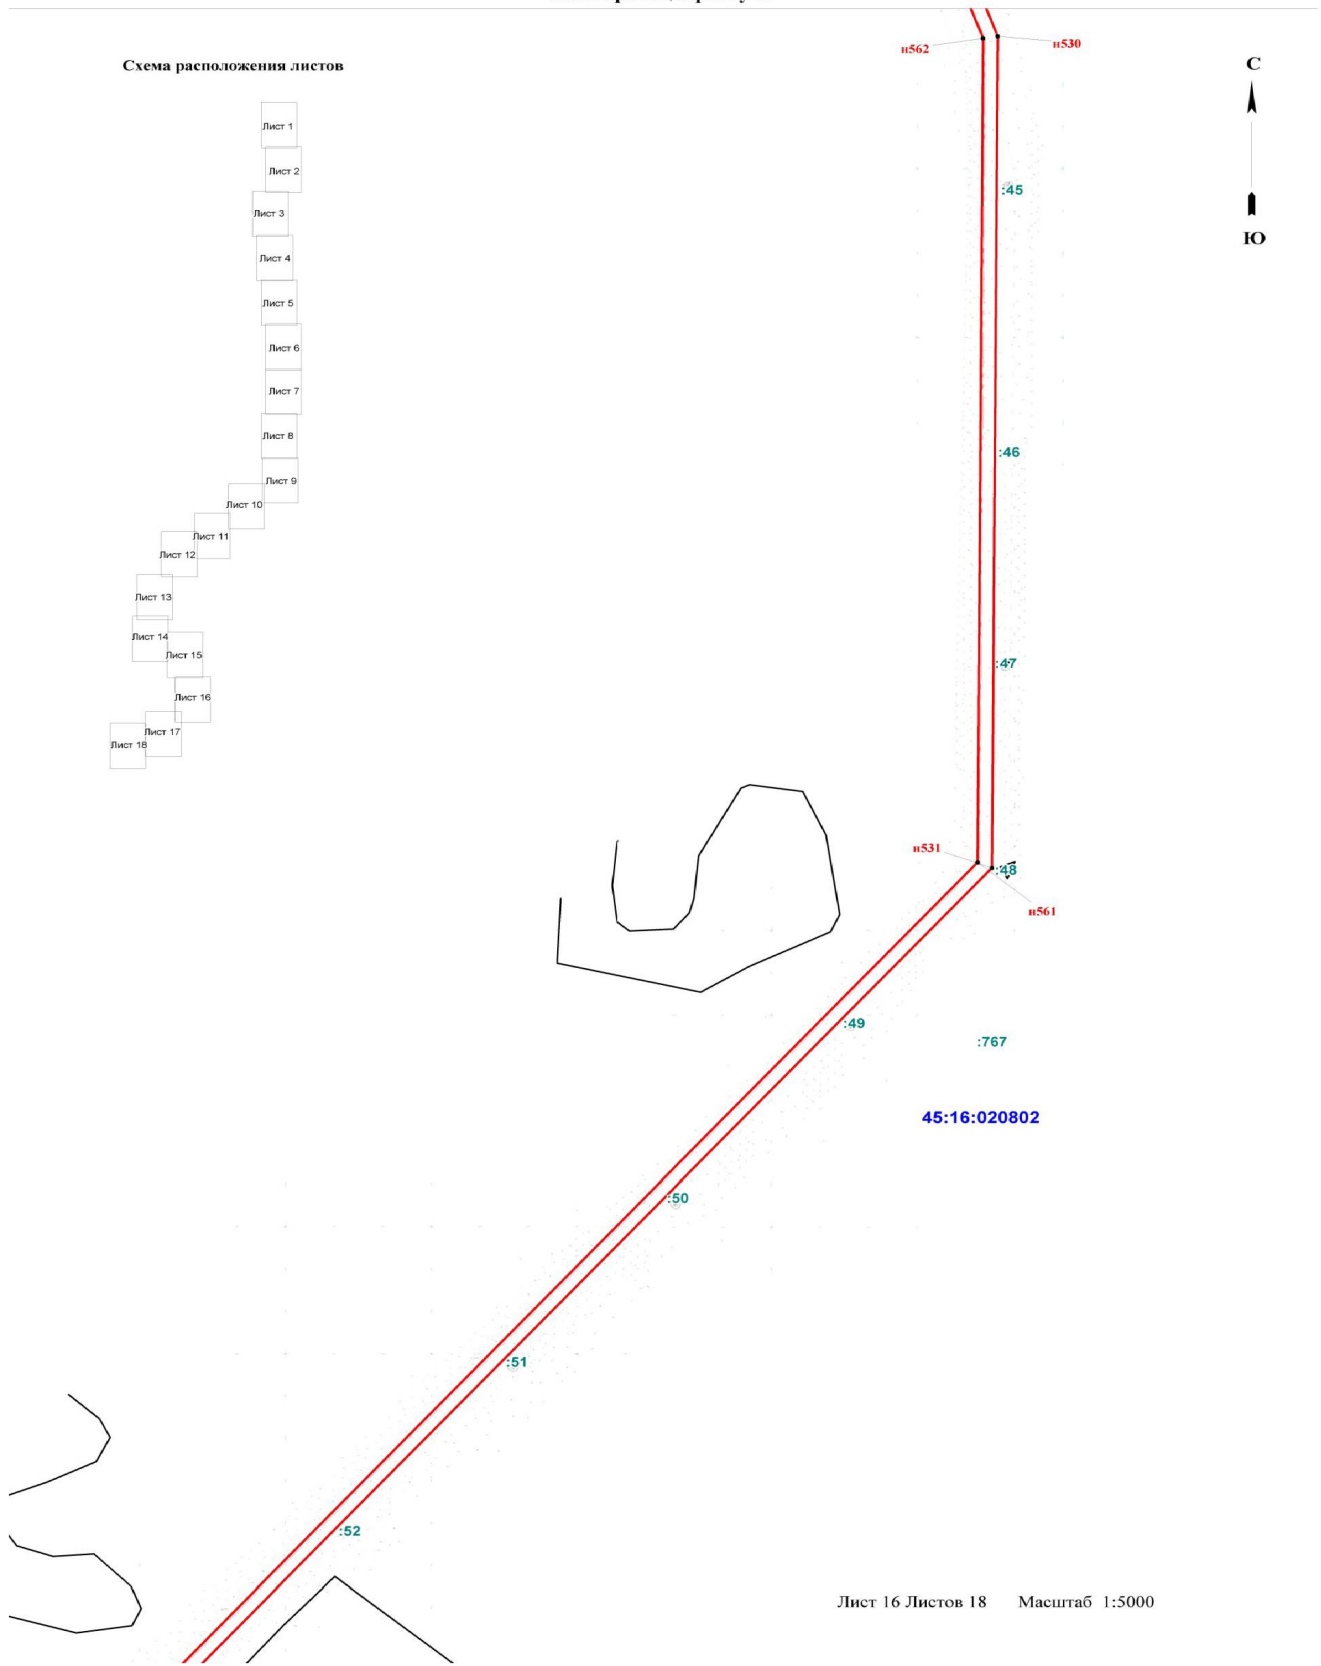 н562
н530
Схема расположения листов
С
Лист 1
Лист 2
:45
Лист 3
Ю
Лист 4
Лист 5
Лист 6
Лист 7
Лист 8
:46
Лист 9
Лист 10
Лист 11
Лист 12
Лист 13
Лист 14
Лист 15
:47
Лист 16
Лист 17
Лист 18
н531
:48
н561
:49
:767
45:16:020802
:50
:51
:52
Лист 16 Листов 18 Масштаб 1:5000